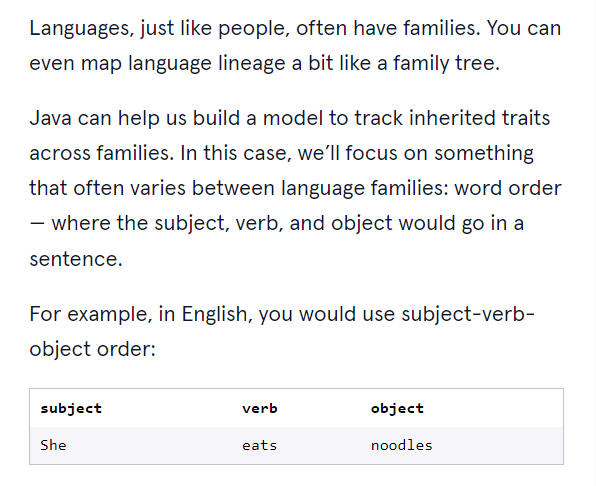 Languages, just like people, often have families. You can
even map language lineage a bit like a family tree.
Java can help us build a model to track inherited traits
across families. In this case, we’ll focus on something
that often varies between language families: word order
— where the subject, verb, and object would go in a
sentence.
For example, in English, you would use subject-verb-
object order:
subject verb object
She eats noodles